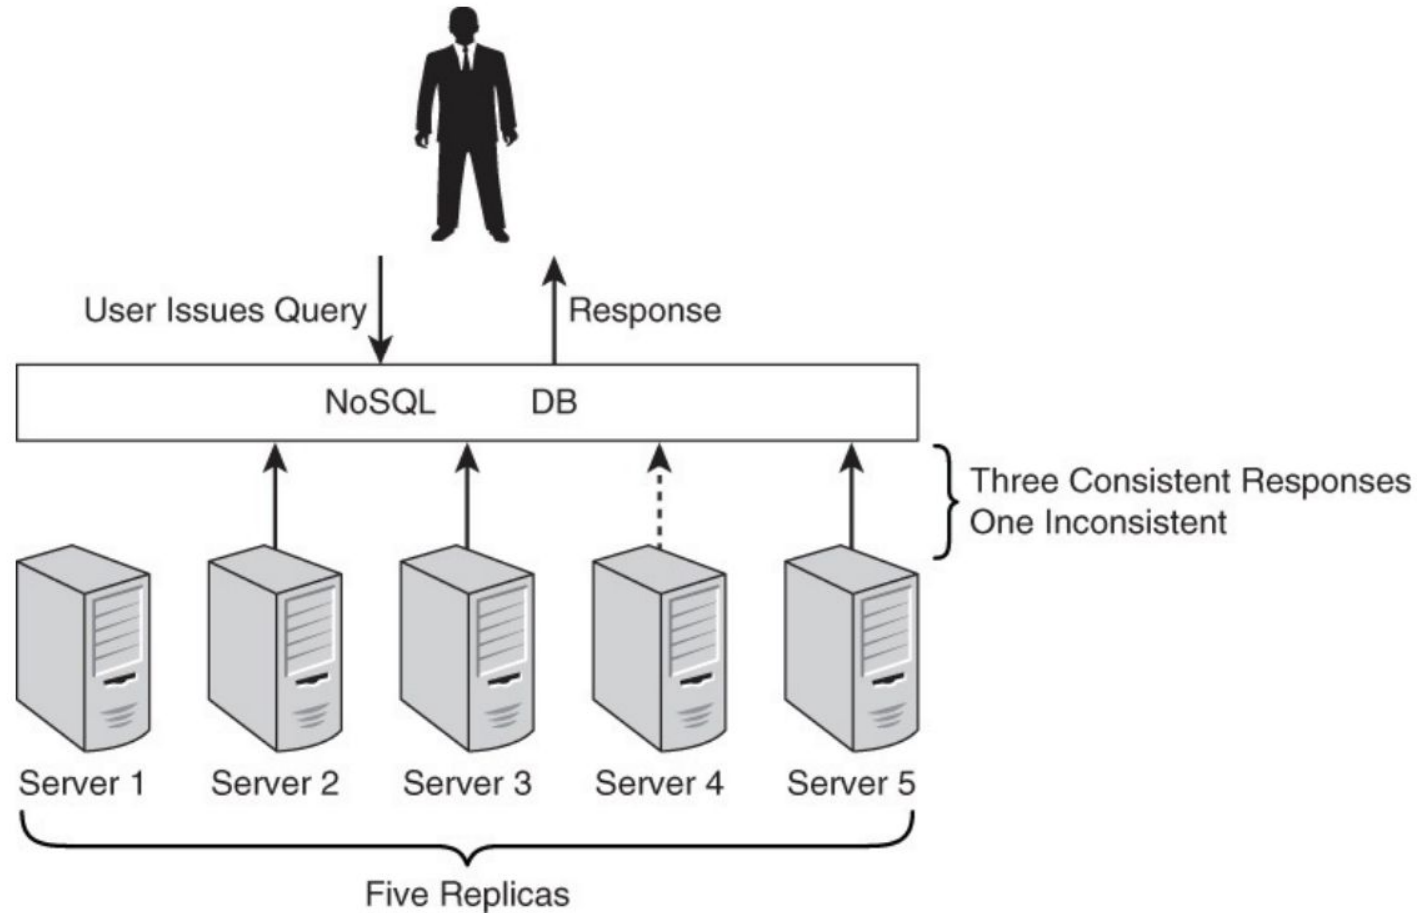 User Issues Query
Response
NoSQL DB
Three Consistent Responses
One Inconsistent
Server 1
Server 2
Server 3
Server 4
Server 5
Five Replicas